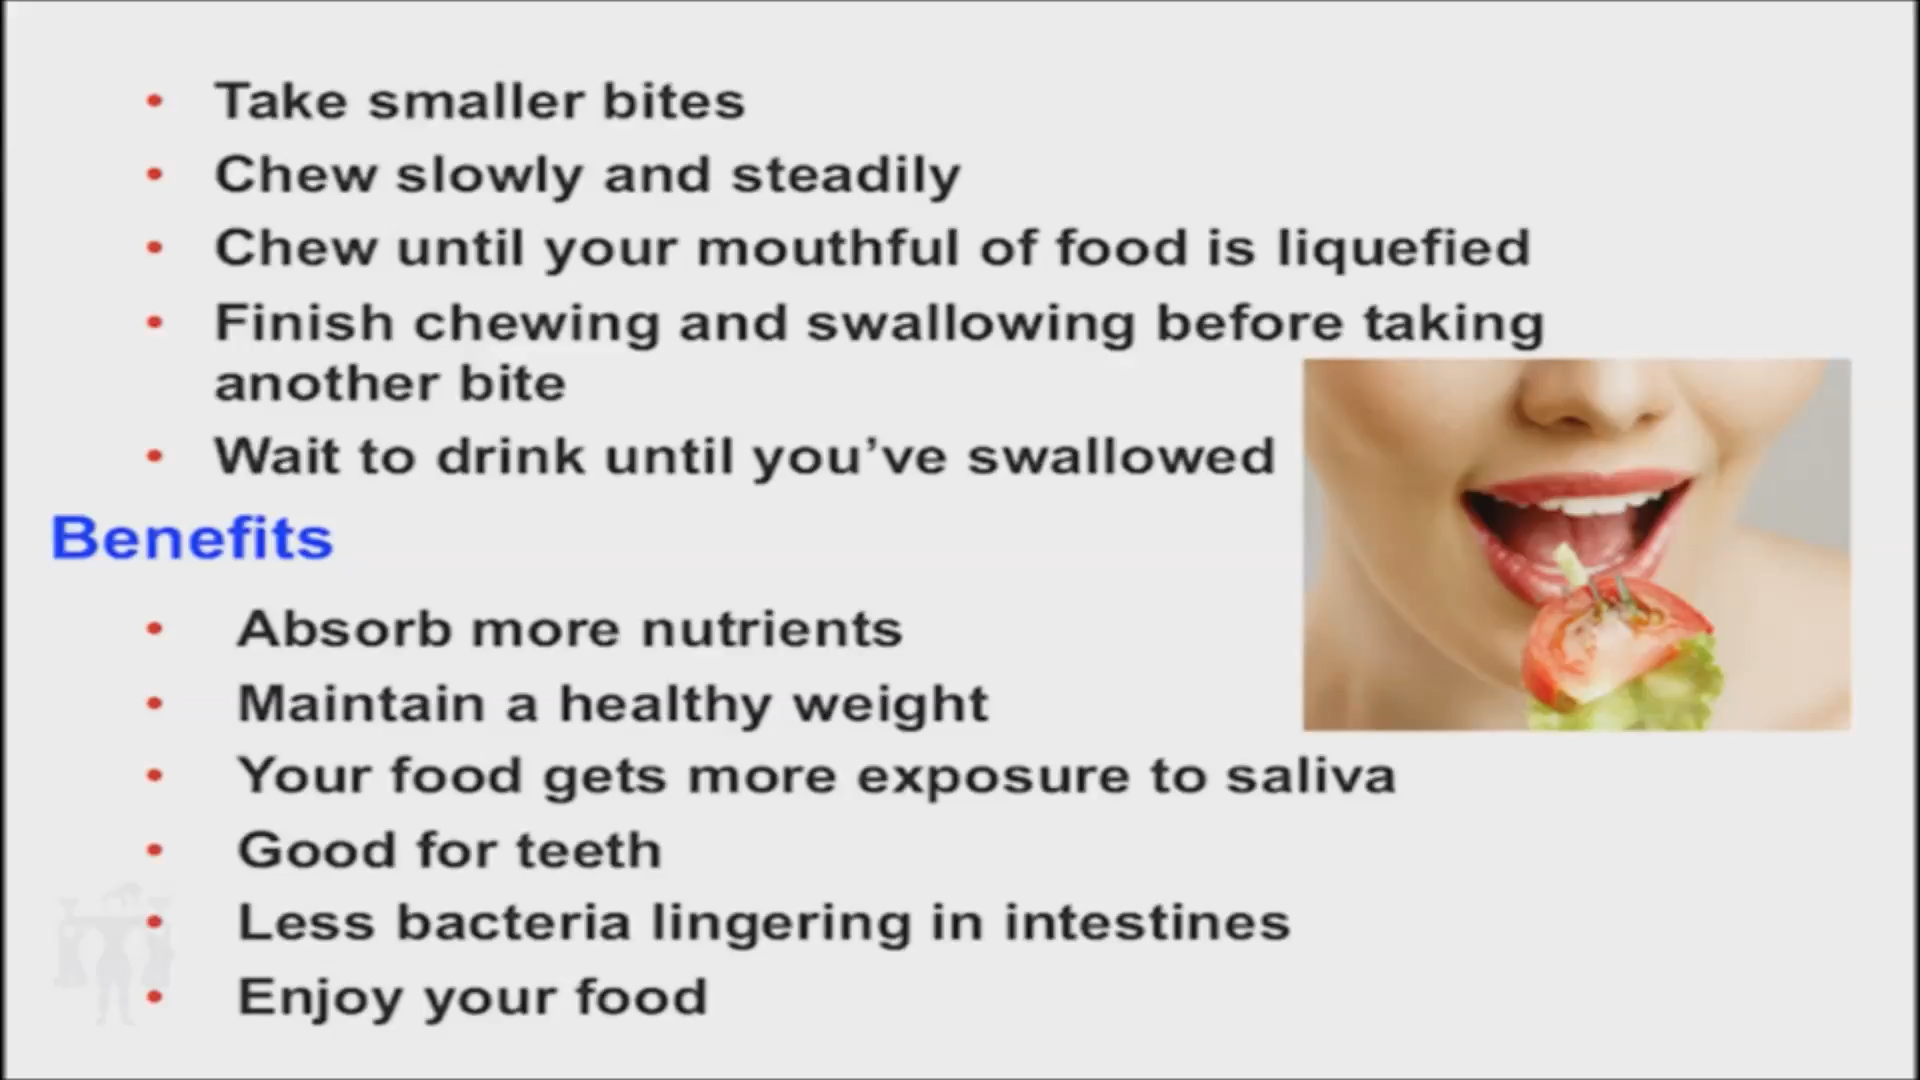 • Take smaller bites
• Chew slowly and steadily
• Chew until your mouthful of food is liquefied
• Finish chewing and swallowing before taking
another bite
• Wait to drink until you’ve swallowed
Benefits
• Absorb more nutrients
• Maintain a healthy weight
• Your food gets more exposure to saliva
• Good for teeth
• Less bacteria lingering in intestines
• Enjoy your food